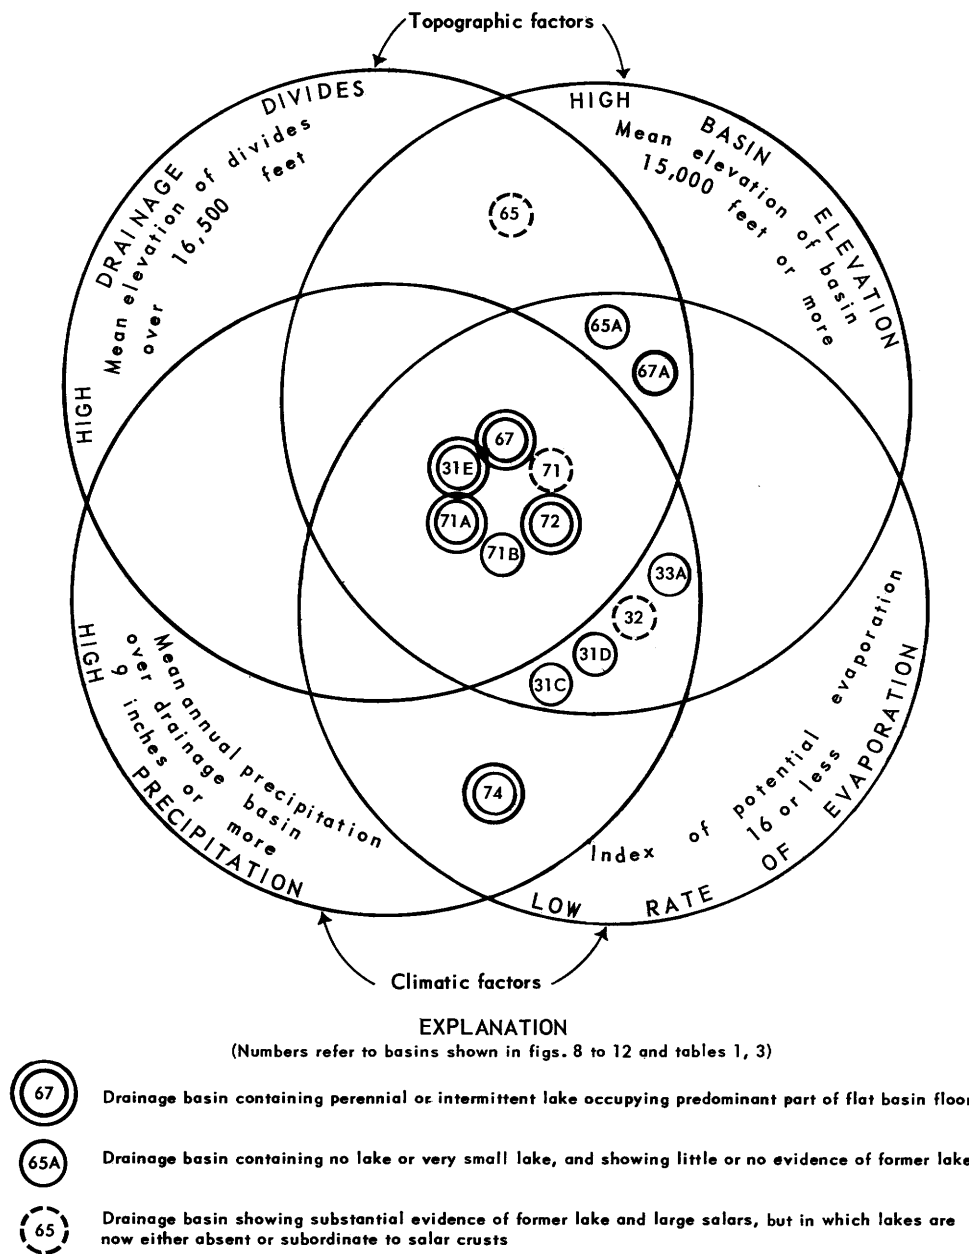 Topographic factors
HIGH DRAINAGE DIVIDES
Mean elevation of divides
over 16,500 feet
HIGH BASIN ELEVATION
Mean elevation of basin
15,000 feet or more
65
65A
67A
67
31E
71
71A
72
71B
33A
32
31D
31C
74
HIGH PRECIPITATION
Mean annual precipitation
over drainage basin
9 inches or more
Index of potential evaporation
16 or less
LOW RATE OF EVAPORATION
Climatic factors
EXPLANATION
(Numbers refer to basins shown in figs. 8 to 12 and tables 1, 3)
67
Drainage basin containing perennial or intermittent lake occupying predominant part of flat basin floor
65A
Drainage basin containing no lake or very small lake, and showing little or no evidence of former lake
65
Drainage basin showing substantial evidence of former lake and large salars, but in which lakes are
now either absent or subordinate to salar crusts